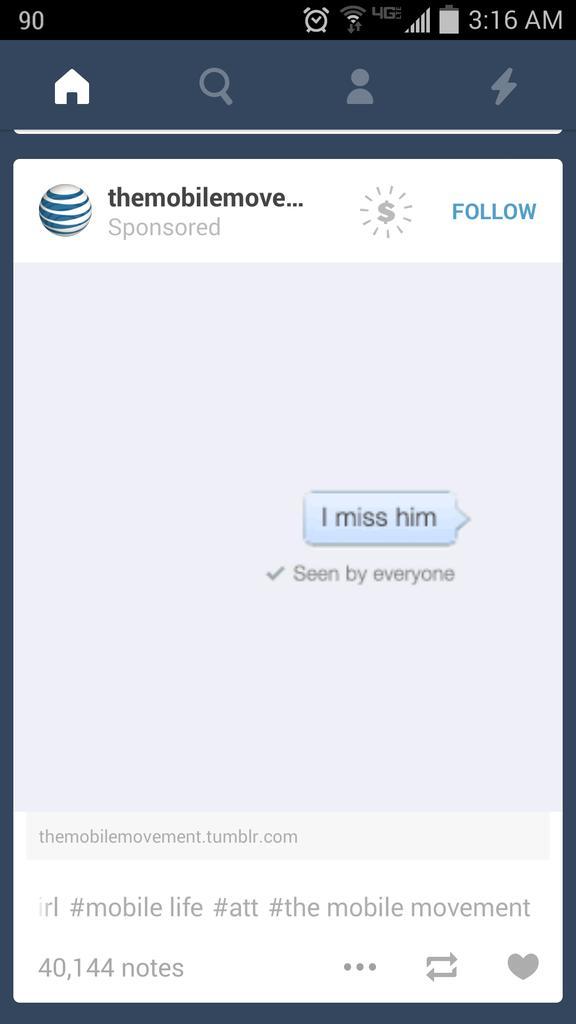 90 4G LTE 3:16 AM
themobilemove...
Sponsored
$
FOLLOW
I miss him
✓ Seen by everyone
themobilemovement.tumblr.com
irl #mobile life #att #the mobile movement
40,144 notes